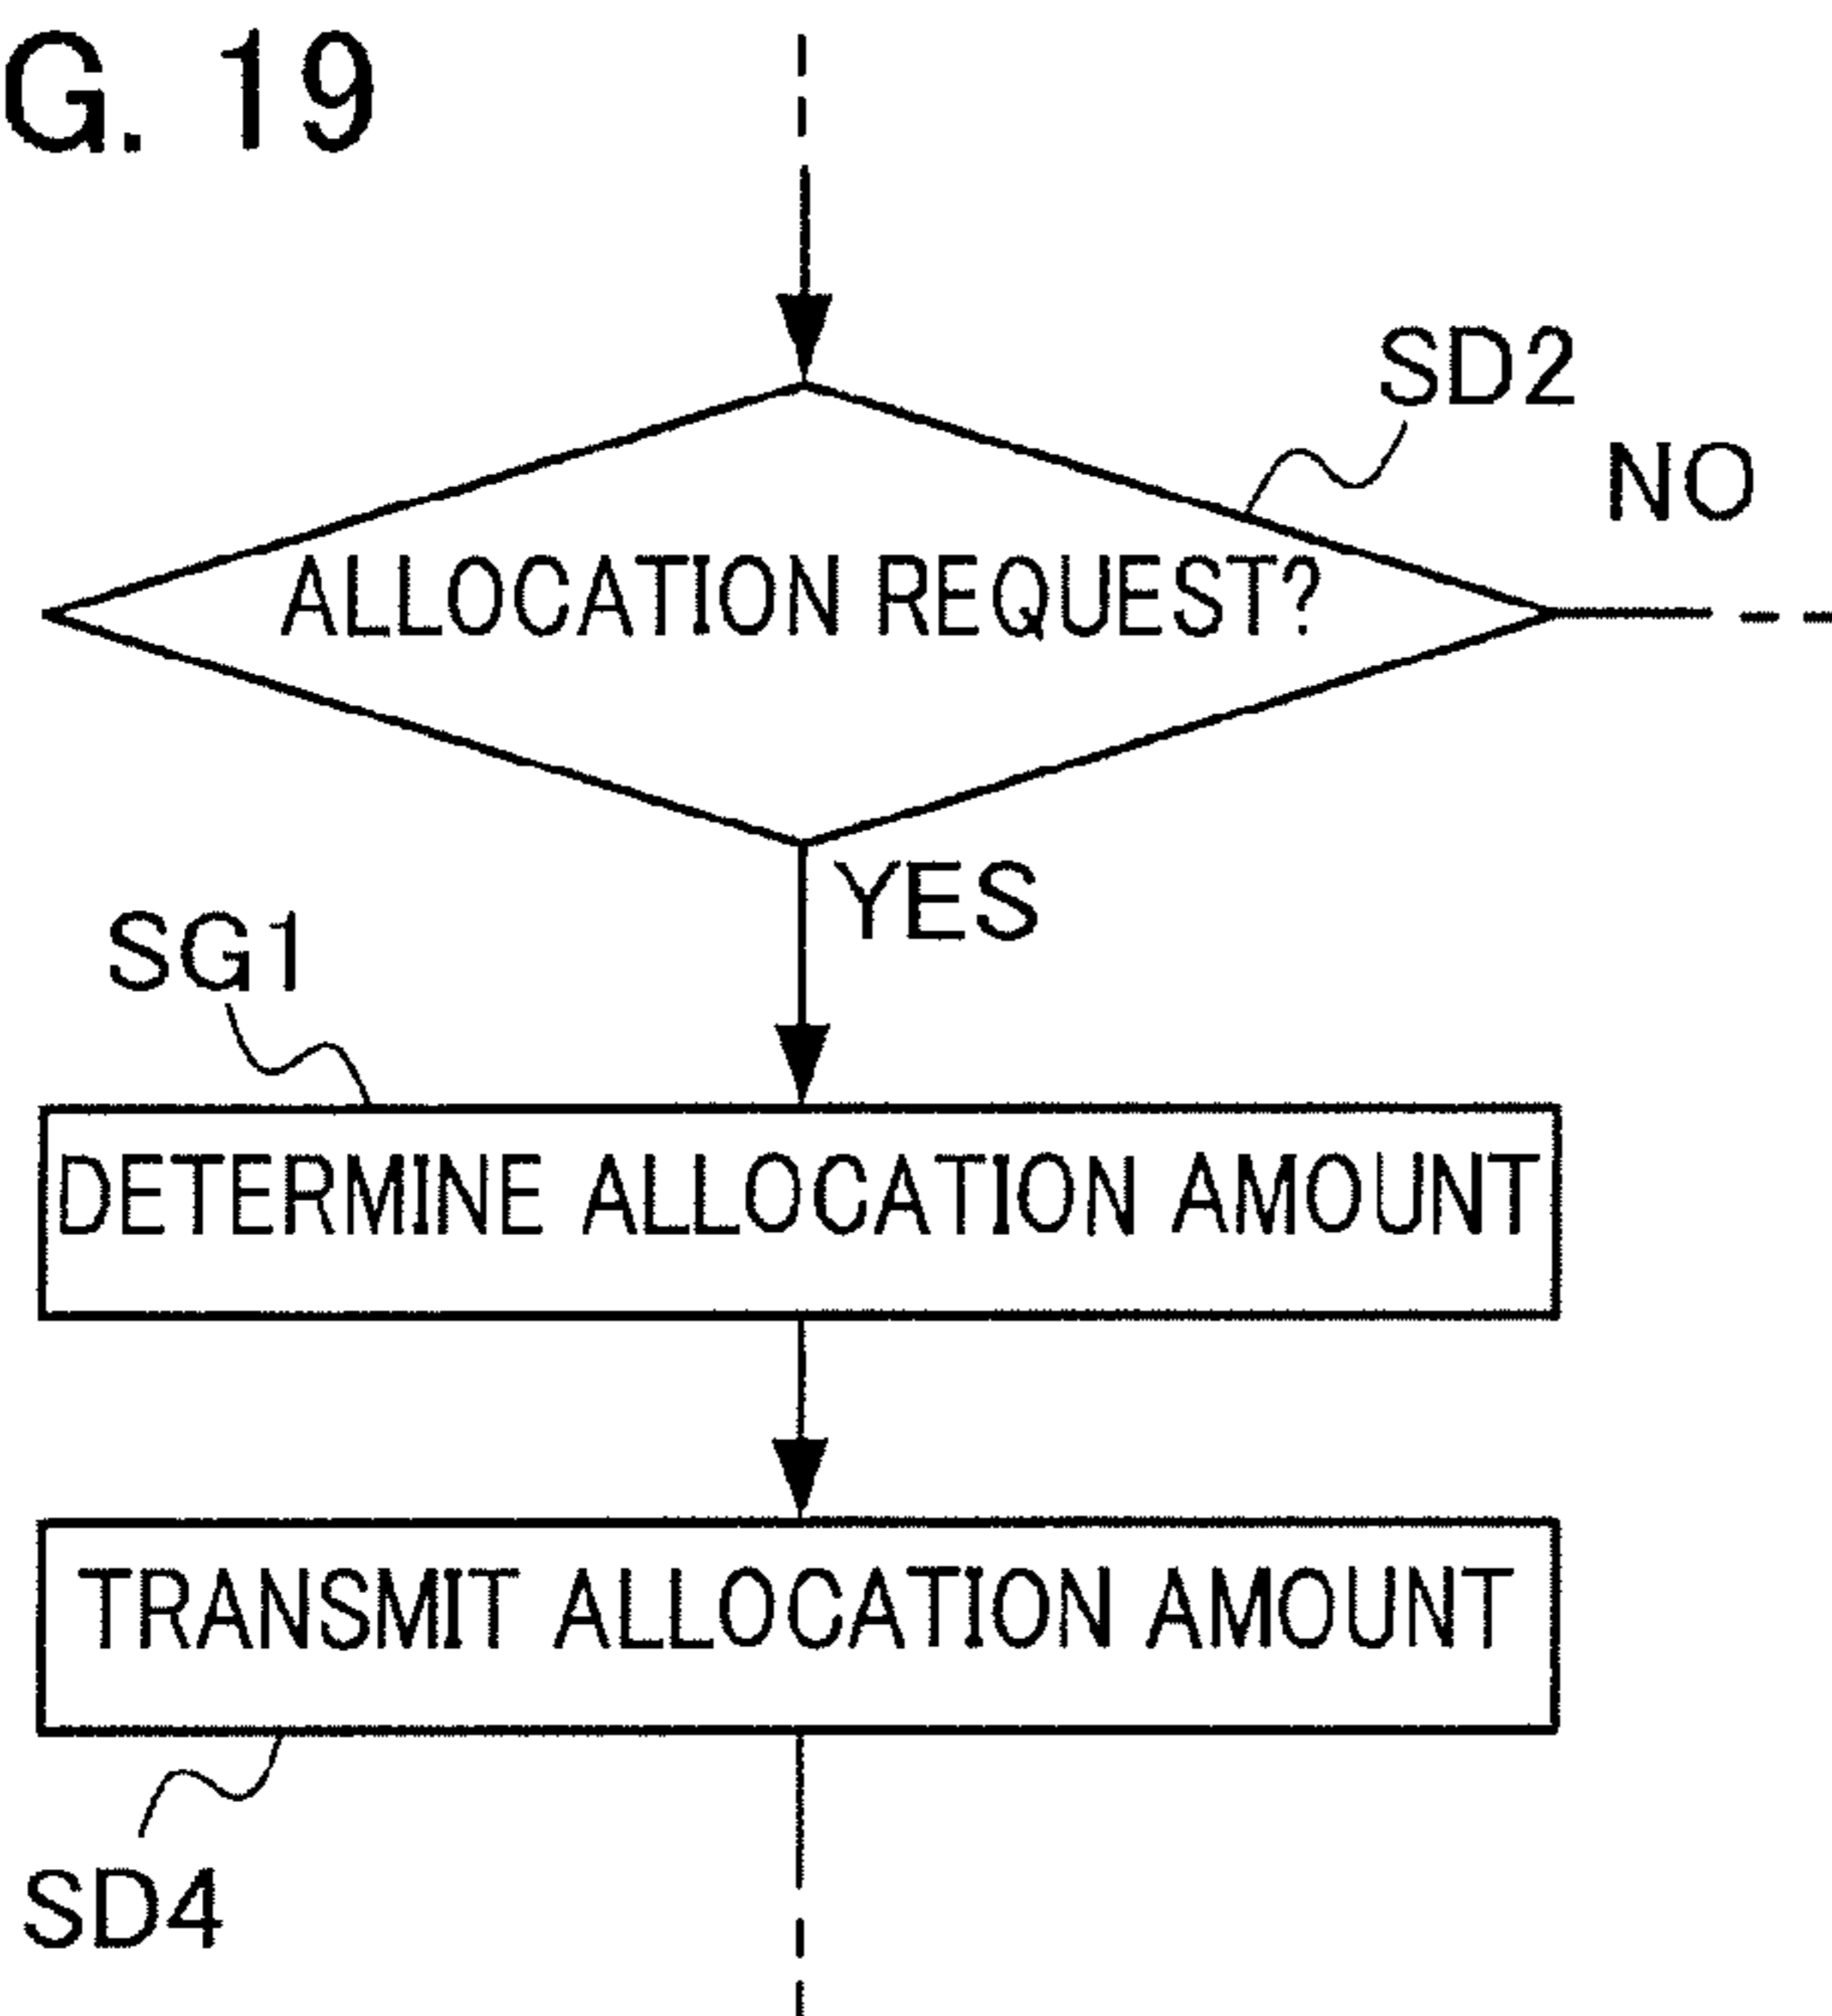 G. 19
SD2
NO
ALLOCATION REQUEST?
YES
SG1
DETERMINE ALLOCATION AMOUNT
TRANSMIT ALLOCATION AMOUNT
SD4